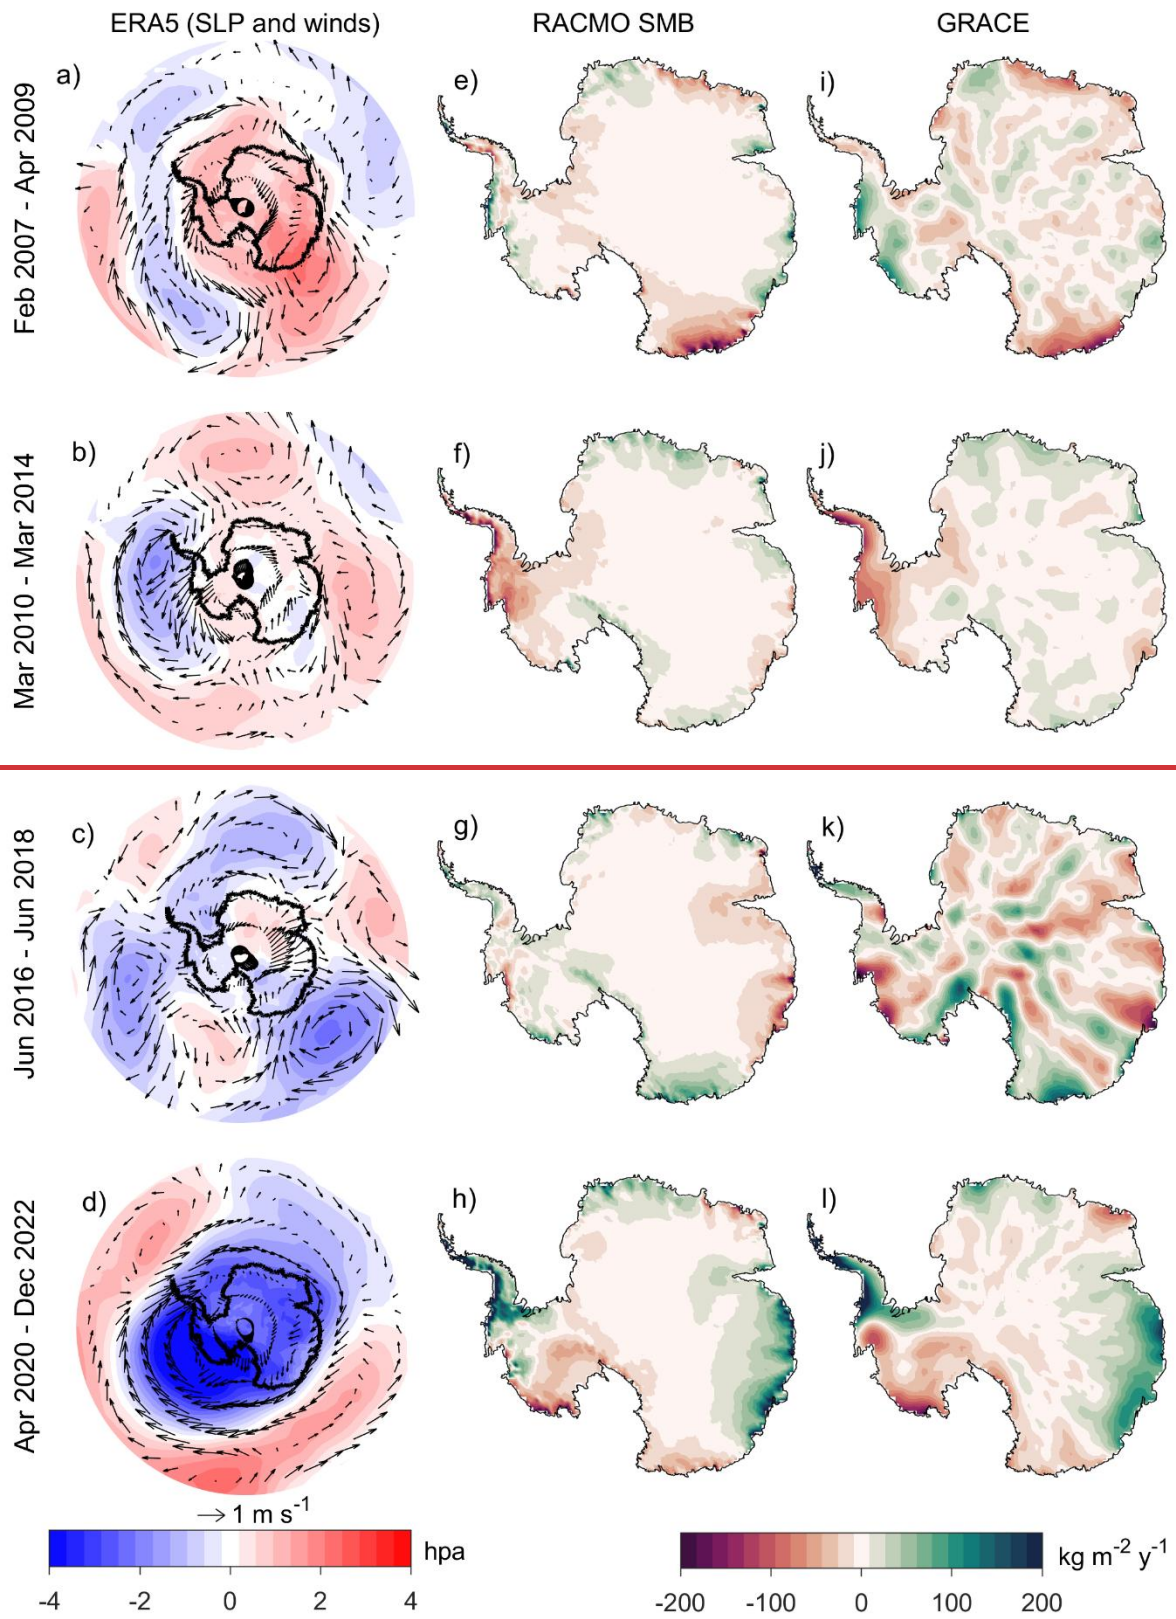 ERA5 (SLP and winds) RACMO SMB GRACE
Feb 2007 - Apr 2009
a) e) i)
Mar 2010 - Mar 2014
b) f) j)
Jun 2016 - Jun 2018
c) g) k)
Apr 2020 - Dec 2022
d) h) l)
1 m s⁻¹
hpa
-4 -2 0 2 4
kg m⁻² y⁻¹
-200 -100 0 100 200